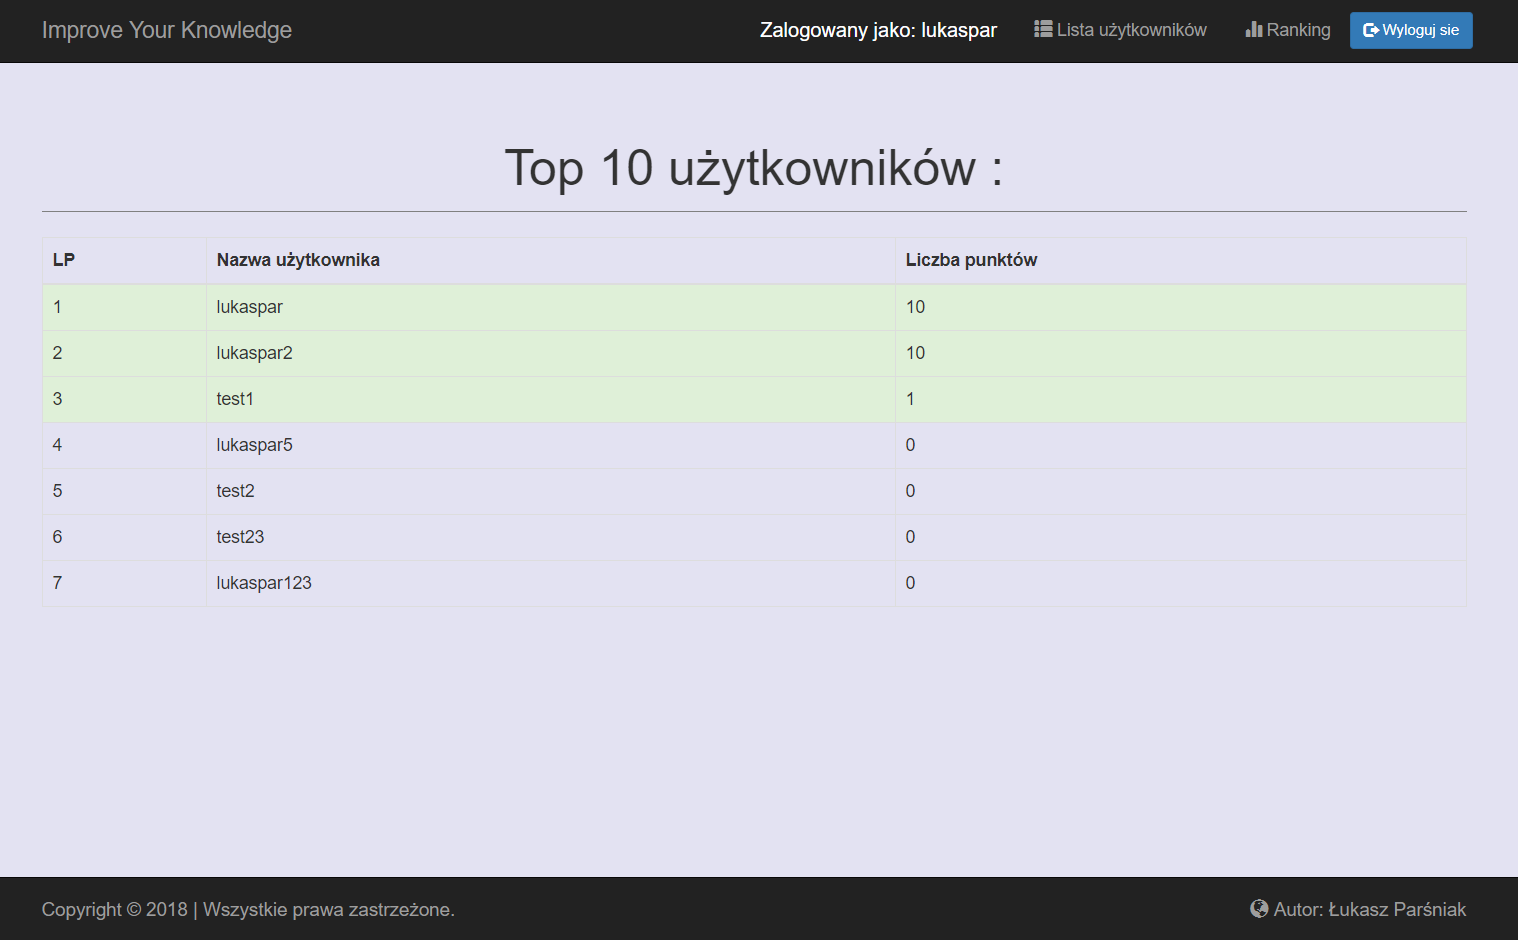 Improve Your Knowledge Zalogowany jako: lukaspar Lista użytkowników Ranking Wyloguj sie
Top 10 użytkowników :
LP Nazwa użytkownika Liczba punktów
1 lukaspar 10
2 lukaspar2 10
3 test1 1
4 lukaspar5 0
5 test2 0
6 test23 0
7 lukaspar123 0
Copyright © 2018 | Wszystkie prawa zastrzeżone. Autor: Łukasz Parśniak